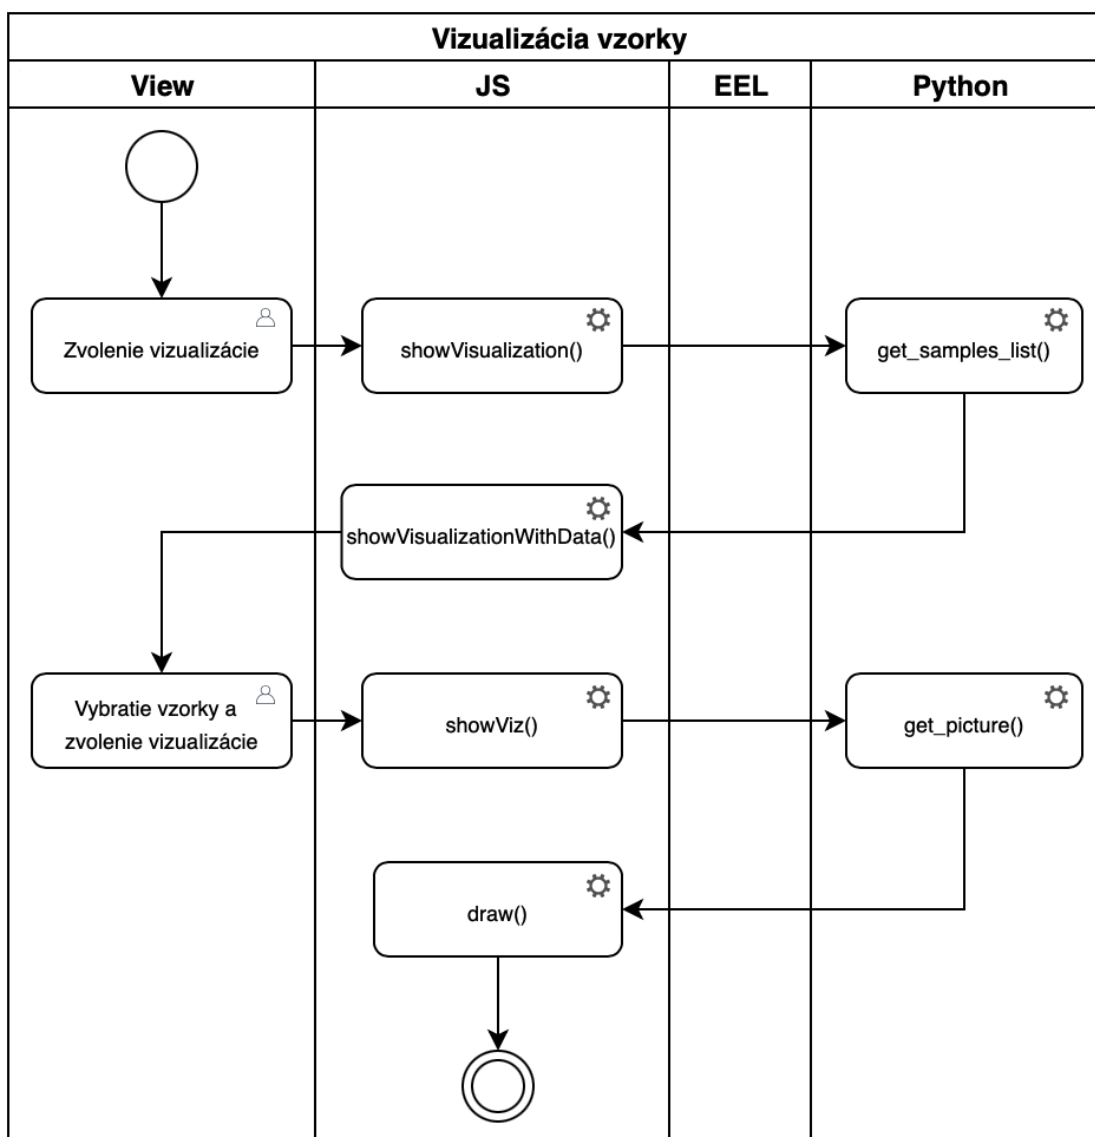 Vizualizácia vzorky
View
JS
EEL
Python
Zvolenie vizualizácie
showVisualization()
get_samples_list()
showVisualizationWithData()
Vybratie vzorky a
zvolenie vizualizácie
showViz()
get_picture()
draw()